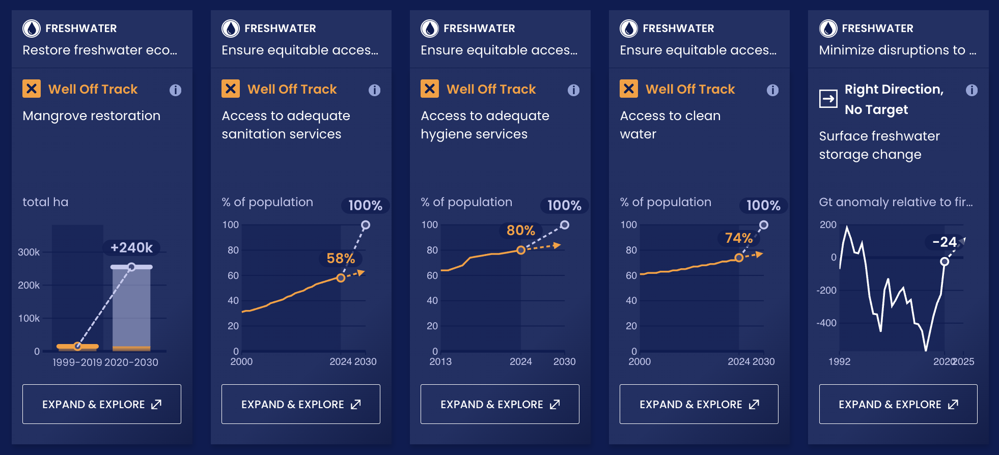 FRESHWATER
Restore freshwater eco...
Well Off Track
Mangrove restoration
total ha
+240k
300k
200k
100k
0
1999-2019
2020-2030
EXPAND & EXPLORE
FRESHWATER
Ensure equitable acces...
Well Off Track
Access to adequate
sanitation services
% of population
100%
100
80
58%
60
40
20
0
2000
2024
2030
EXPAND & EXPLORE
FRESHWATER
Ensure equitable acces...
Well Off Track
Access to adequate
hygiene services
% of population
100%
100
80%
80
60
40
20
0
2013
2024
2030
EXPAND & EXPLORE
FRESHWATER
Ensure equitable acces...
Well Off Track
Access to clean
water
% of population
100%
100
74%
80
60
40
20
0
2000
2024
2030
EXPAND & EXPLORE
FRESHWATER
Minimize disruptions to ...
Right Direction,
No Target
Surface freshwater
storage change
Gt anomaly relative to fir...
200
-24
0
-200
-400
1992
2020
2025
EXPAND & EXPLORE